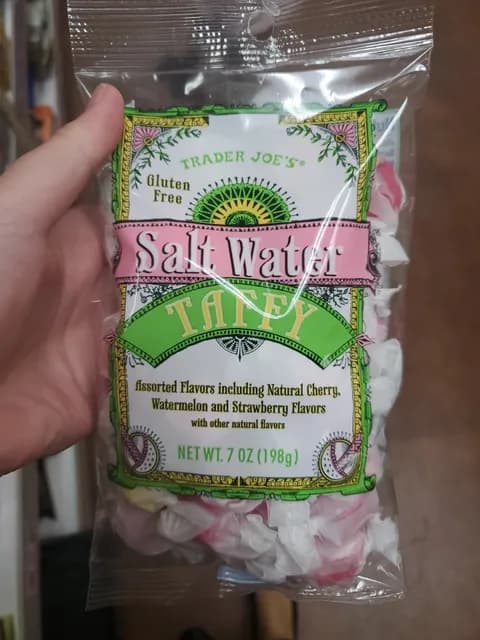 TRADER JOE'S®
Gluten
Free
Salt Water
TAFFY
Assorted Flavors including Natural Cherry,
Watermelon and Strawberry Flavors
with other natural flavors
NET WT. 7 OZ (198g)